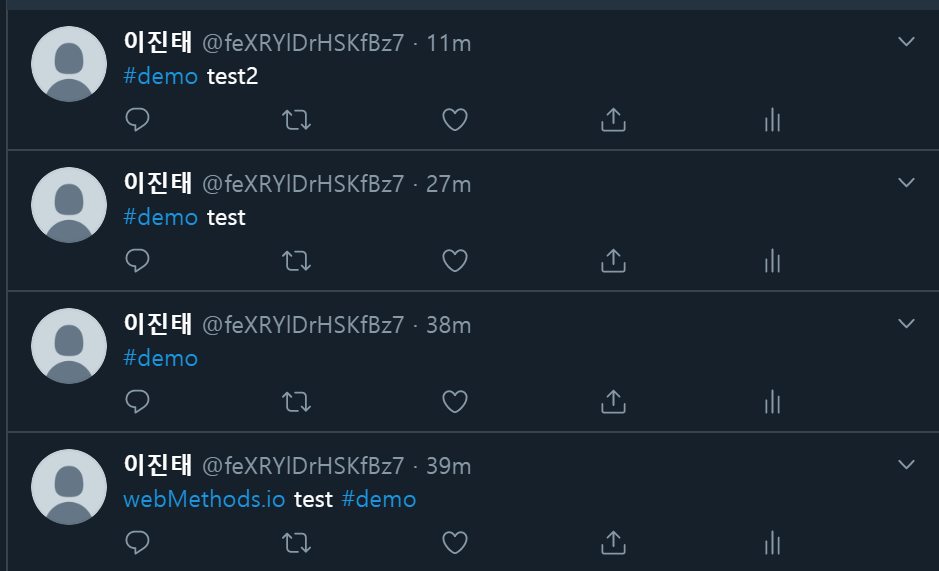 이진태 @feXRYlDrHSKfBz7 · 11m
#demo test2
이진태 @feXRYlDrHSKfBz7 · 27m
#demo test
이진태 @feXRYlDrHSKfBz7 · 38m
#demo
이진태 @feXRYlDrHSKfBz7 · 39m
webMethods.io test #demo